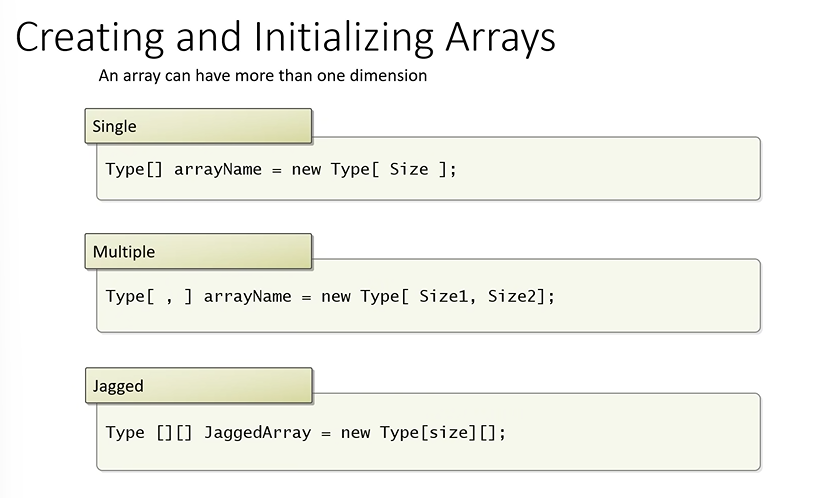 Creating and Initializing Arrays
An array can have more than one dimension
Single
Type[] arrayName = new Type[ Size ];
Multiple
Type[ , ] arrayName = new Type[ Size1, Size2];
Jagged
Type [][] JaggedArray = new Type[size][];